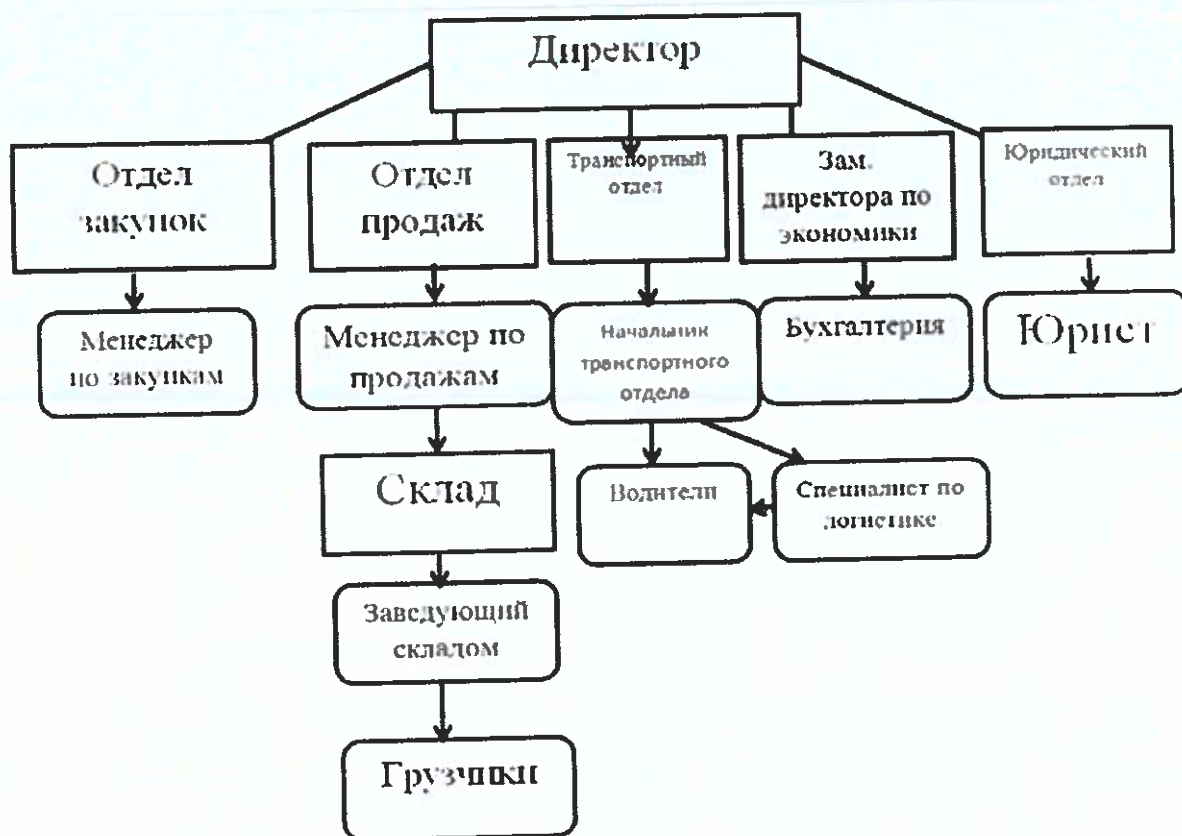 Директор
Отдел
закупок
Отдел
продаж
Транспортный
отдел
Зам.
директора по
экономики
Юридический
отдел
Менеджер
по закупкам
Менеджер по
продажам
Начальник
транспортного
отдела
Бухгалтерия
Юрист
Склад
Волители
Специалист по
логистике
Заведующий
складом
Грузчики